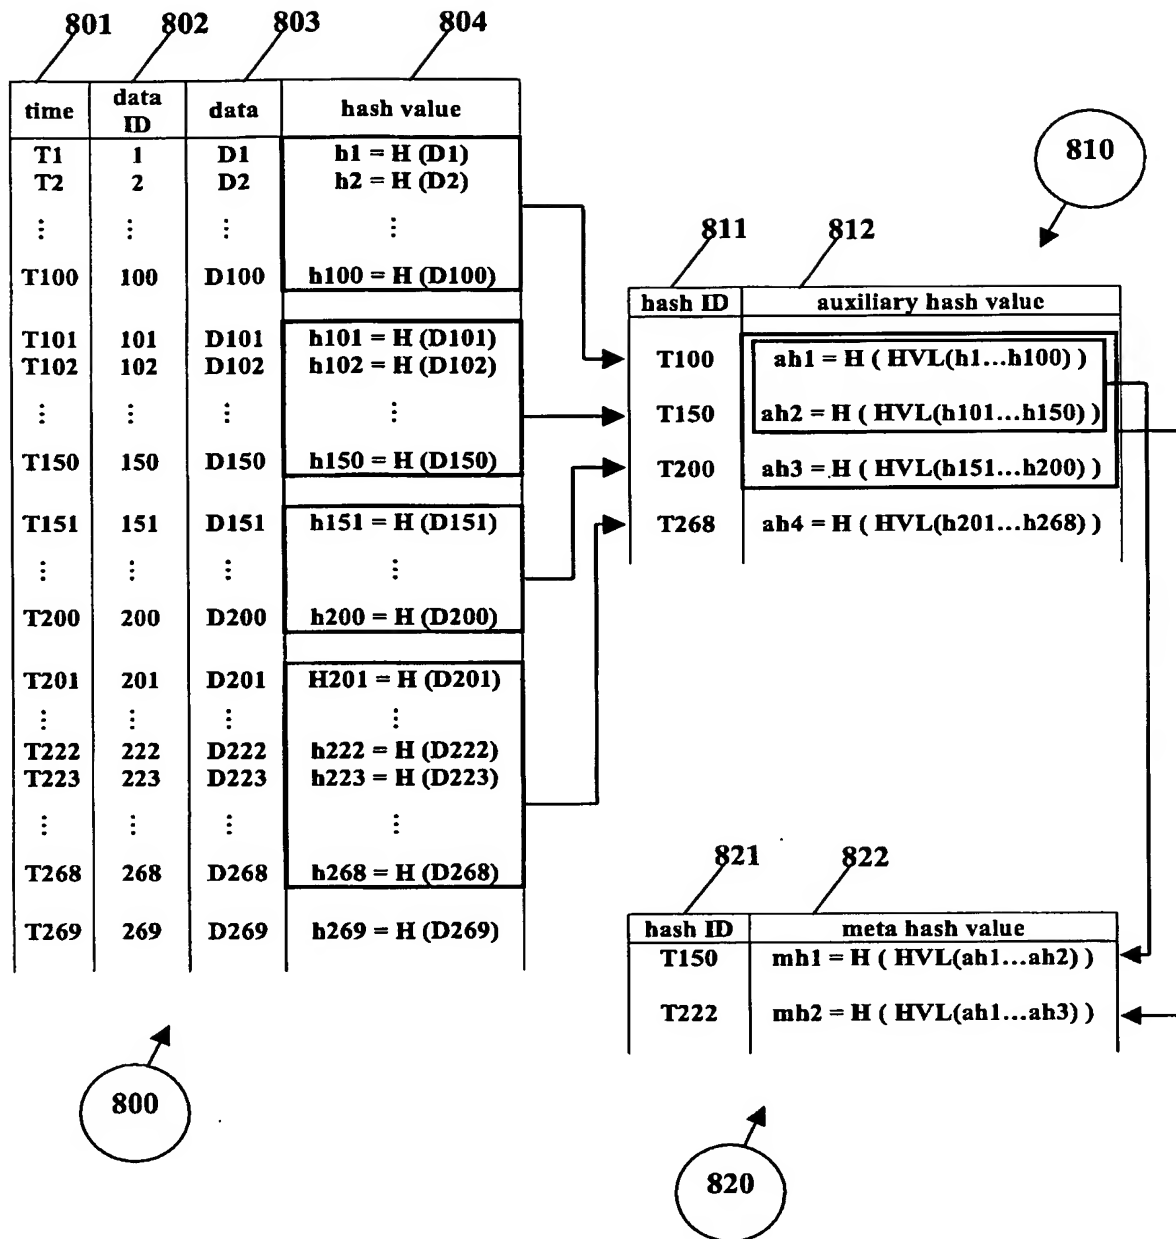 801 802 803 804
time data ID data hash value
T1 1 D1 h1 = H (D1)
T2 2 D2 h2 = H (D2)
⋮ ⋮ ⋮ ⋮
T100 100 D100 h100 = H (D100)
T101 101 D101 h101 = H (D101)
T102 102 D102 h102 = H (D102)
⋮ ⋮ ⋮ ⋮
T150 150 D150 h150 = H (D150)
T151 151 D151 h151 = H (D151)
⋮ ⋮ ⋮ ⋮
T200 200 D200 h200 = H (D200)
T201 201 D201 H201 = H (D201)
⋮ ⋮ ⋮ ⋮
T222 222 D222 h222 = H (D222)
T223 223 D223 h223 = H (D223)
⋮ ⋮ ⋮ ⋮
T268 268 D268 h268 = H (D268)
T269 269 D269 h269 = H (D269)
800
810
811 812
hash ID auxiliary hash value
T100 ah1 = H ( HVL(h1...h100) )
T150 ah2 = H ( HVL(h101...h150) )
T200 ah3 = H ( HVL(h151...h200) )
T268 ah4 = H ( HVL(h201...h268) )
821 822
hash ID meta hash value
T150 mh1 = H ( HVL(ah1...ah2) )
T222 mh2 = H ( HVL(ah1...ah3) )
820